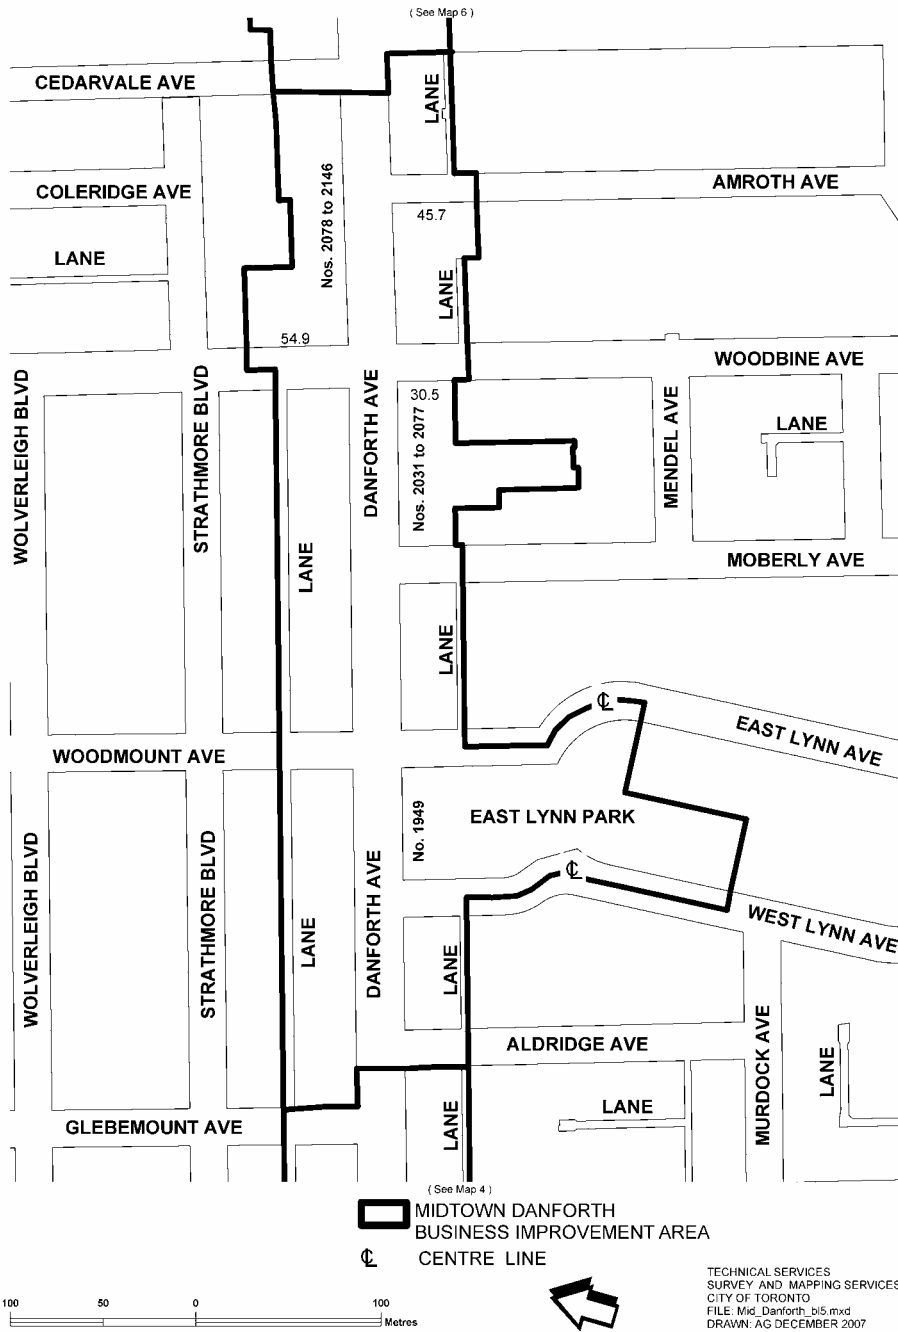 ( See Map 6 )
CEDARVALE AVE
LANE
COLERIDGE AVE
Nos. 2078 to 2146
AMROTH AVE
45.7
LANE
LANE
54.9
WOODBINE AVE
WOLVERLEIGH BLVD
STRATHMORE BLVD
DANFORTH AVE
30.5
Nos. 2031 to 2077
MENDEL AVE
LANE
LANE
MOBERLY AVE
LANE
℄
EAST LYNN AVE
WOODMOUNT AVE
EAST LYNN PARK
No. 1949
WOLVERLEIGH BLVD
STRATHMORE BLVD
DANFORTH AVE
℄
WEST LYNN AVE
LANE
LANE
ALDRIDGE AVE
MURDOCK AVE
LANE
LANE
LANE
GLEBEMOUNT AVE
( See Map 4 )
MIDTOWN DANFORTH
BUSINESS IMPROVEMENT AREA
℄ CENTRE LINE
TECHNICAL SERVICES
SURVEY AND MAPPING SERVICES
CITY OF TORONTO
FILE: Mid_Danforth_bl5.mxd
DRAWN: AG DECEMBER 2007
100 50 0 100
Metres